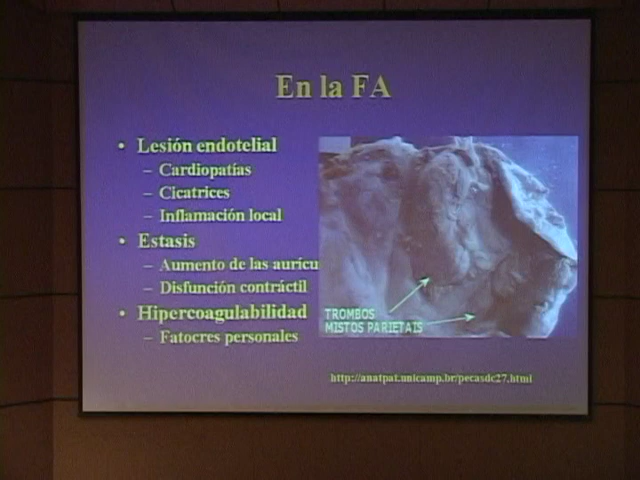 En la FA
• Lesión endotelial
– Cardiopatías
– Cicatrices
– Inflamación local
• Estasis
– Aumento de las aurícu
– Disfunción contráctil
• Hipercoagulabilidad
– Fatocres personales
TROMBOS
MISTOS PARIETAIS
http://anatpat.unicamp.br/pecasdc27.html